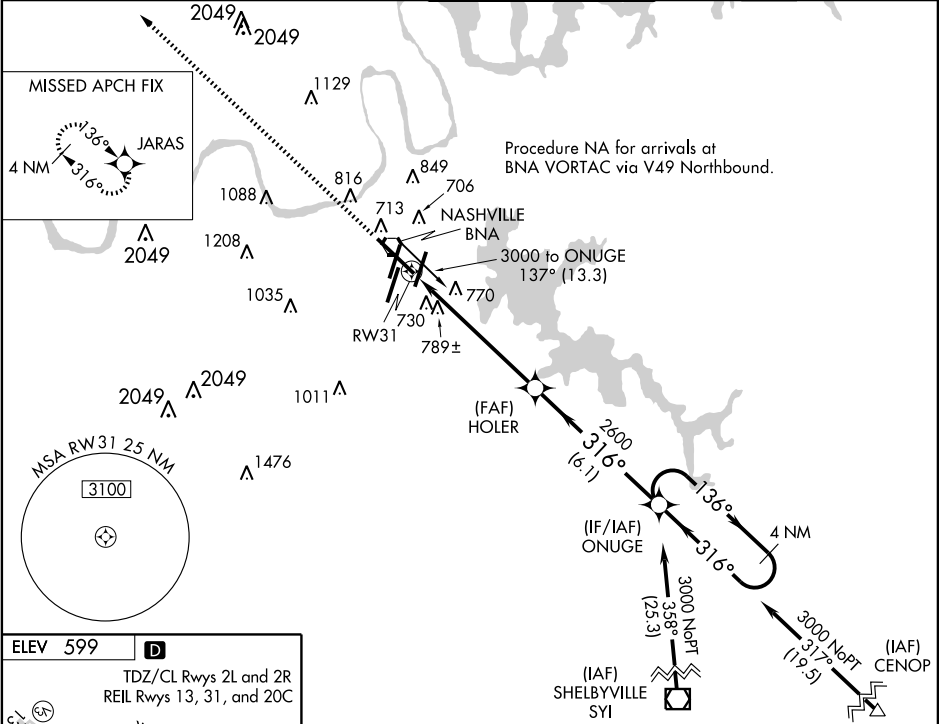 2049
2049
MISSED APCH FIX
136°
JARAS
4 NM
316°
1129
Procedure NA for arrivals at
BNA VORTAC via V49 Northbound.
849
816
706
1088
713
NASHVILLE
BNA
2049
1208
3000 to ONUGE
137° (13.3)
770
1035
730
RW31
789±
2049
2049
1011
(FAF)
HOLER
2600
316°
(6.1)
MSA RW31 25 NM
3100
1476
136°
4 NM
(IF/IAF)
ONUGE
316°
3000 NoPT
358°
(25.3)
3000 NoPT
317°
(19.5)
(IAF)
CENOP
(IAF)
SHELBYVILLE
SYI
ELEV 599
D
TDZ/CL Rwys 2L and 2R
REIL Rwys 13, 31, and 20C
V3